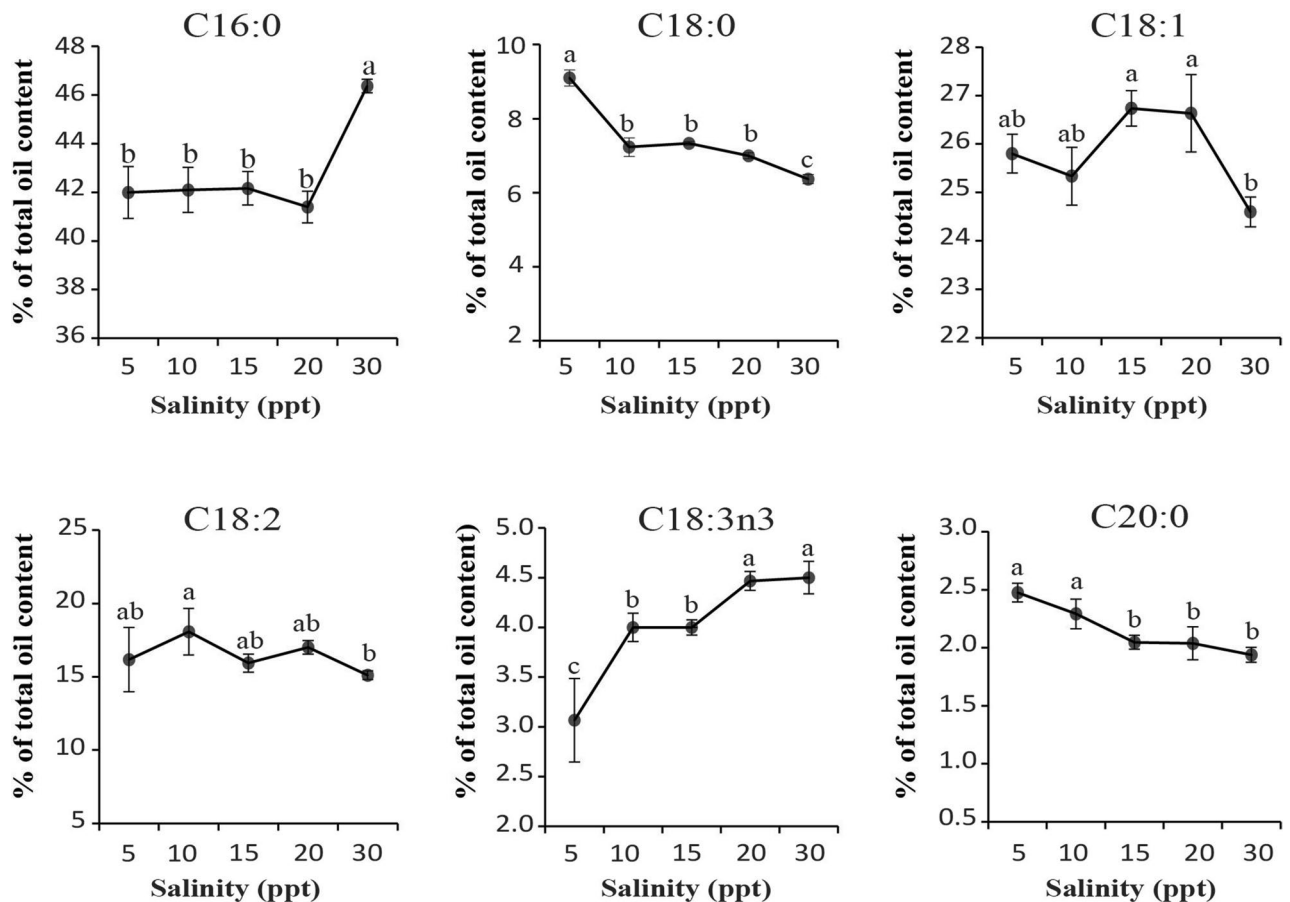 C16:0
% of total oil content
48
46
44
42
40
38
36
b b b b a
5 10 15 20 30
Salinity (ppt)
C18:0
% of total oil content
10
8
6
4
2
a b b b c
5 10 15 20 30
Salinity (ppt)
C18:1
% of total oil content
28
27
26
25
24
23
22
ab ab a a b
5 10 15 20 30
Salinity (ppt)
C18:2
% of total oil content
25
20
15
10
5
ab a ab ab b
5 10 15 20 30
Salinity (ppt)
C18:3n3
% of total oil content)
5.0
4.5
4.0
3.5
3.0
2.5
2.0
c b b a a
5 10 15 20 30
Salinity (ppt)
C20:0
% of total oil content
3.0
2.5
2.0
1.5
1.0
0.5
a a b b b
5 10 15 20 30
Salinity (ppt)